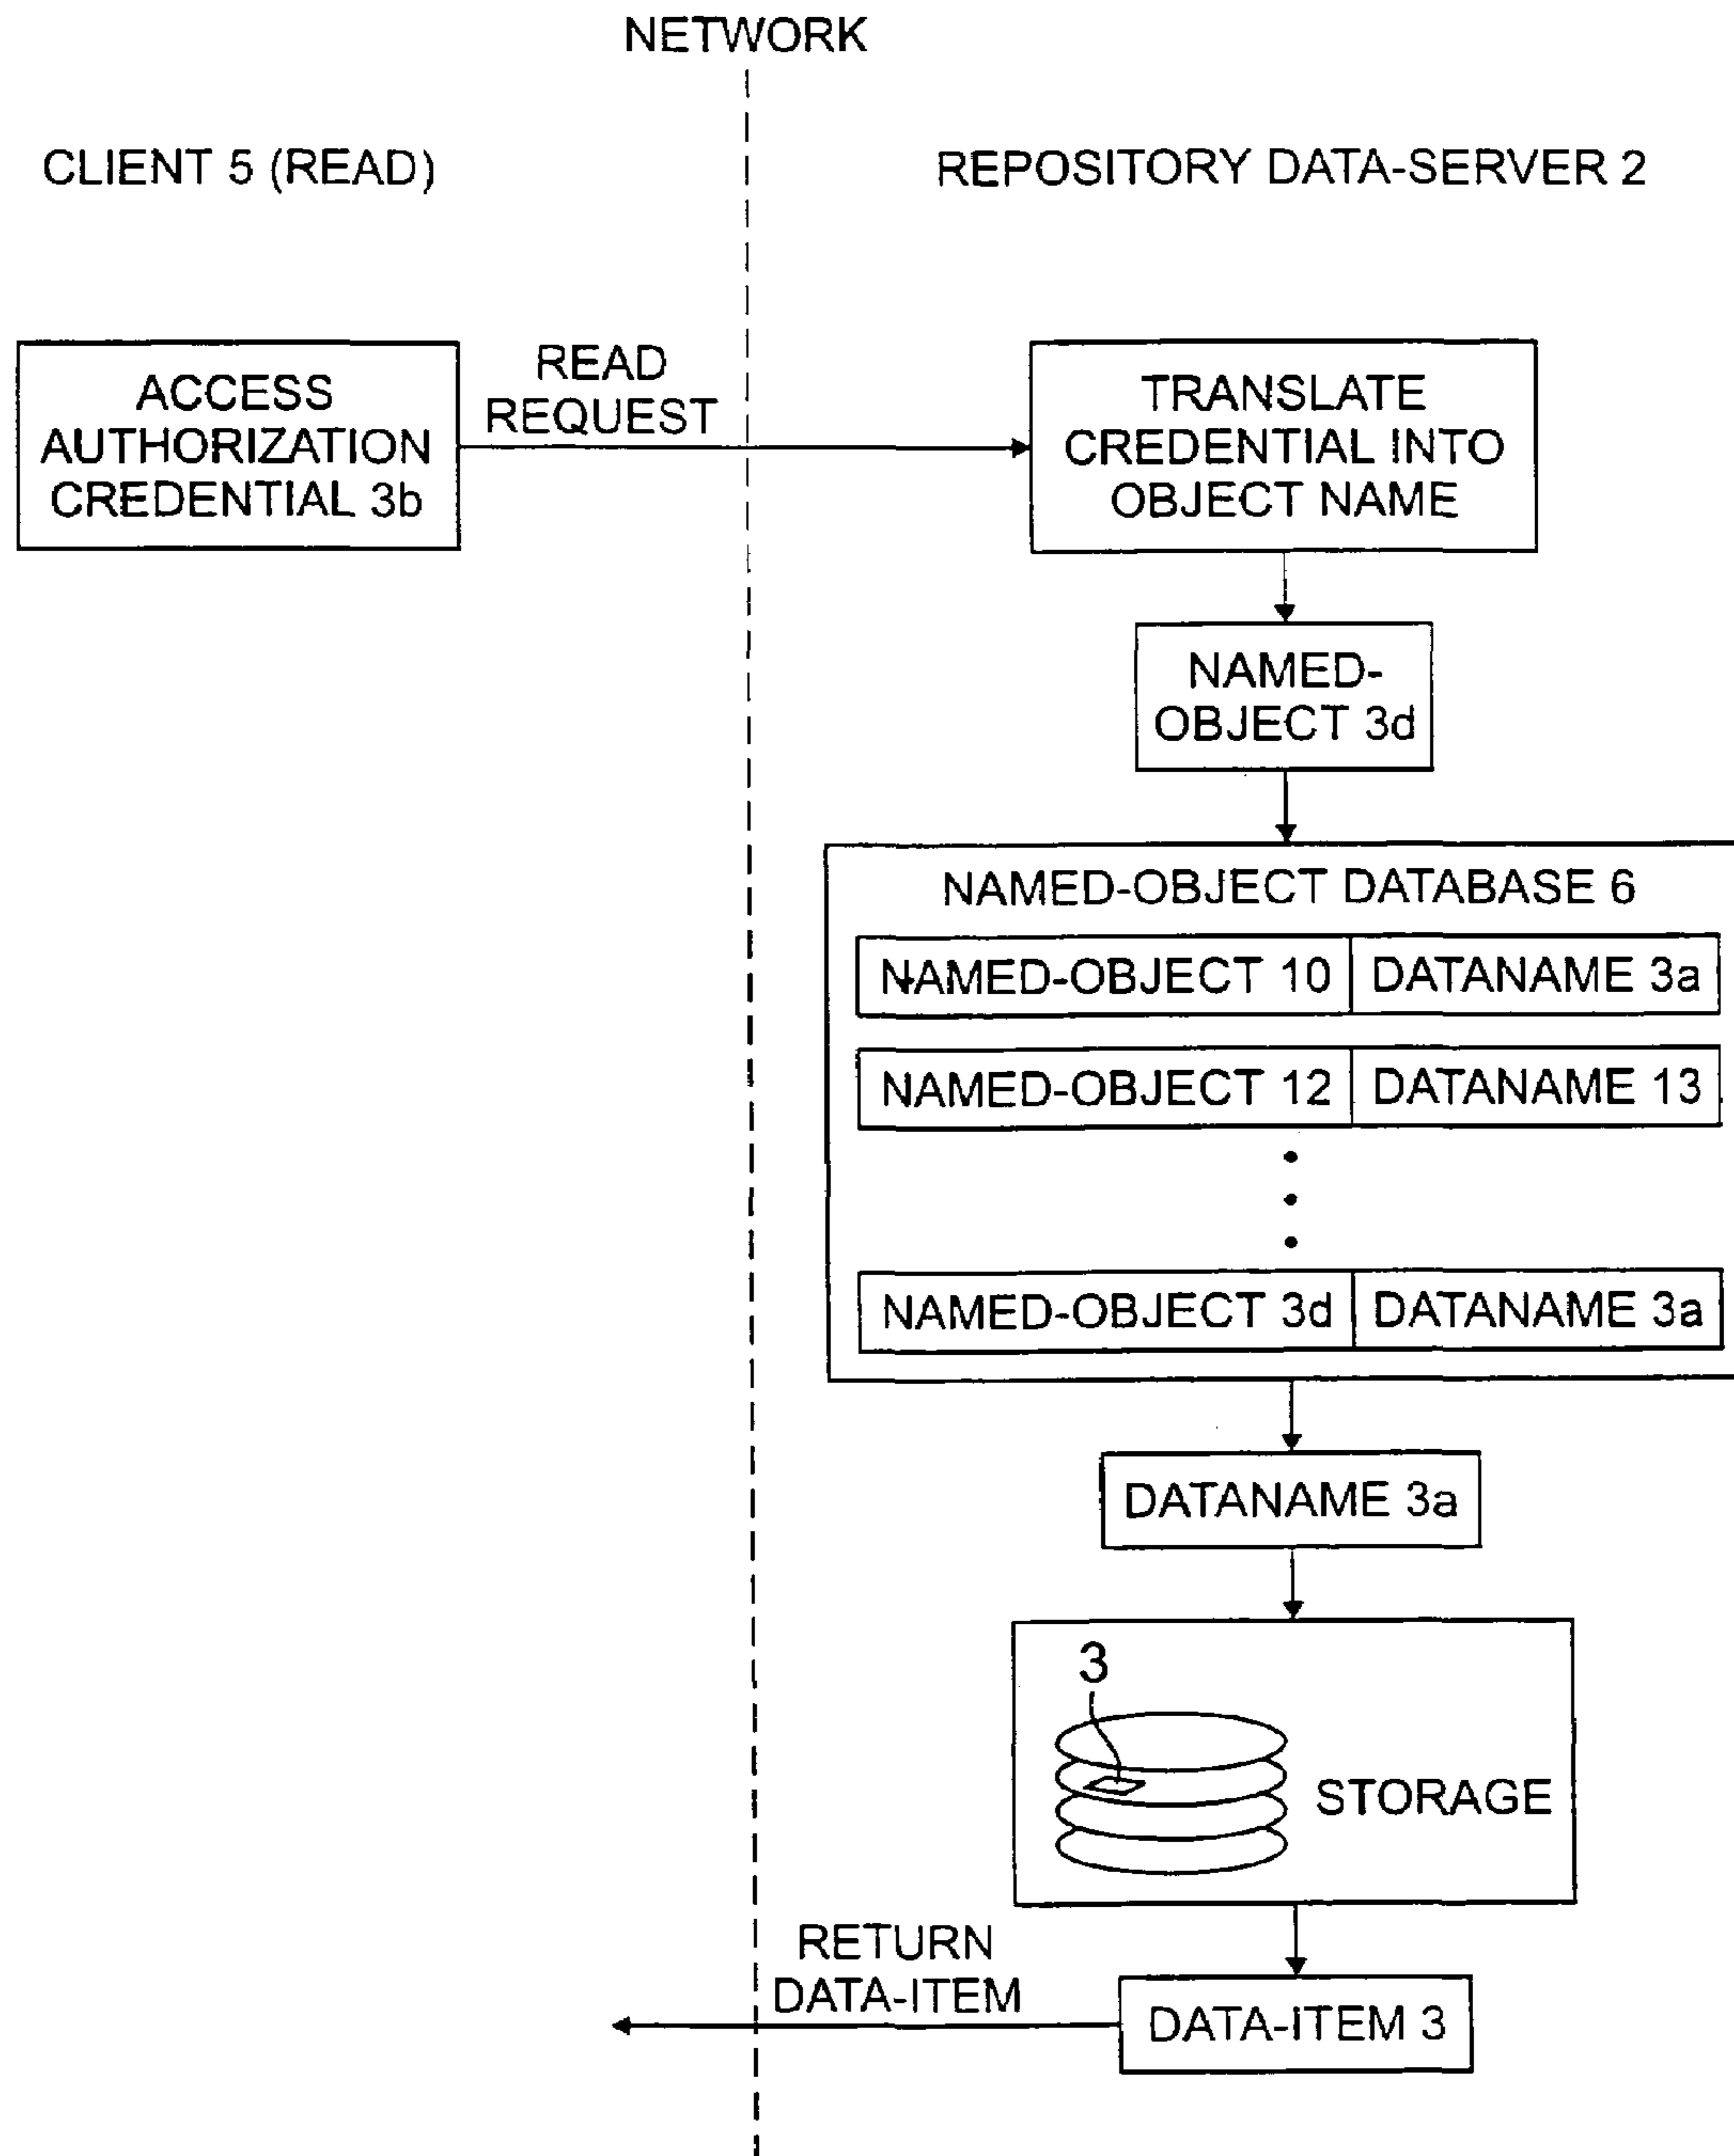 NETWORK
CLIENT 5 (READ)
REPOSITORY DATA-SERVER 2
ACCESS
AUTHORIZATION
CREDENTIAL 3b
READ
REQUEST
TRANSLATE
CREDENTIAL INTO
OBJECT NAME
NAMED-
OBJECT 3d
NAMED-OBJECT DATABASE 6
NAMED-OBJECT 10 DATANAME 3a
NAMED-OBJECT 12 DATANAME 13
NAMED-OBJECT 3d DATANAME 3a
DATANAME 3a
3
STORAGE
RETURN
DATA-ITEM
DATA-ITEM 3